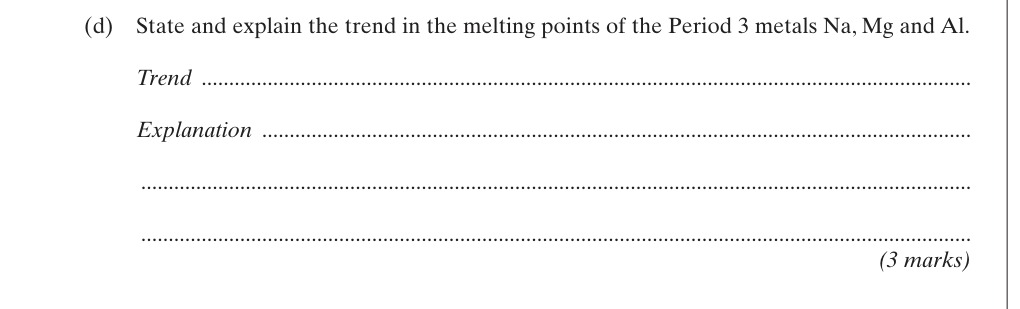 (d) State and explain the trend in the melting points of the Period 3 metals Na, Mg and Al.
Trend ..............................................................................................................................
Explanation ..............................................................................................................................
..............................................................................................................................
..............................................................................................................................
(3 marks)